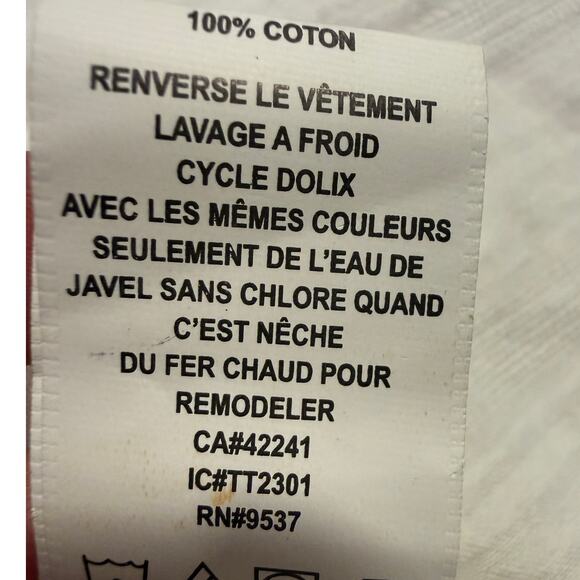 100% COTON
RENVERSE LE VÊTEMENT
LAVAGE A FROID
CYCLE DOLIX
AVEC LES MÊMES COULEURS
SEULEMENT DE L'EAU DE
JAVEL SANS CHLORE QUAND
C'EST NÊCHE
DU FER CHAUD POUR
REMODELER
CA#42241
IC#TT2301
RN#9537